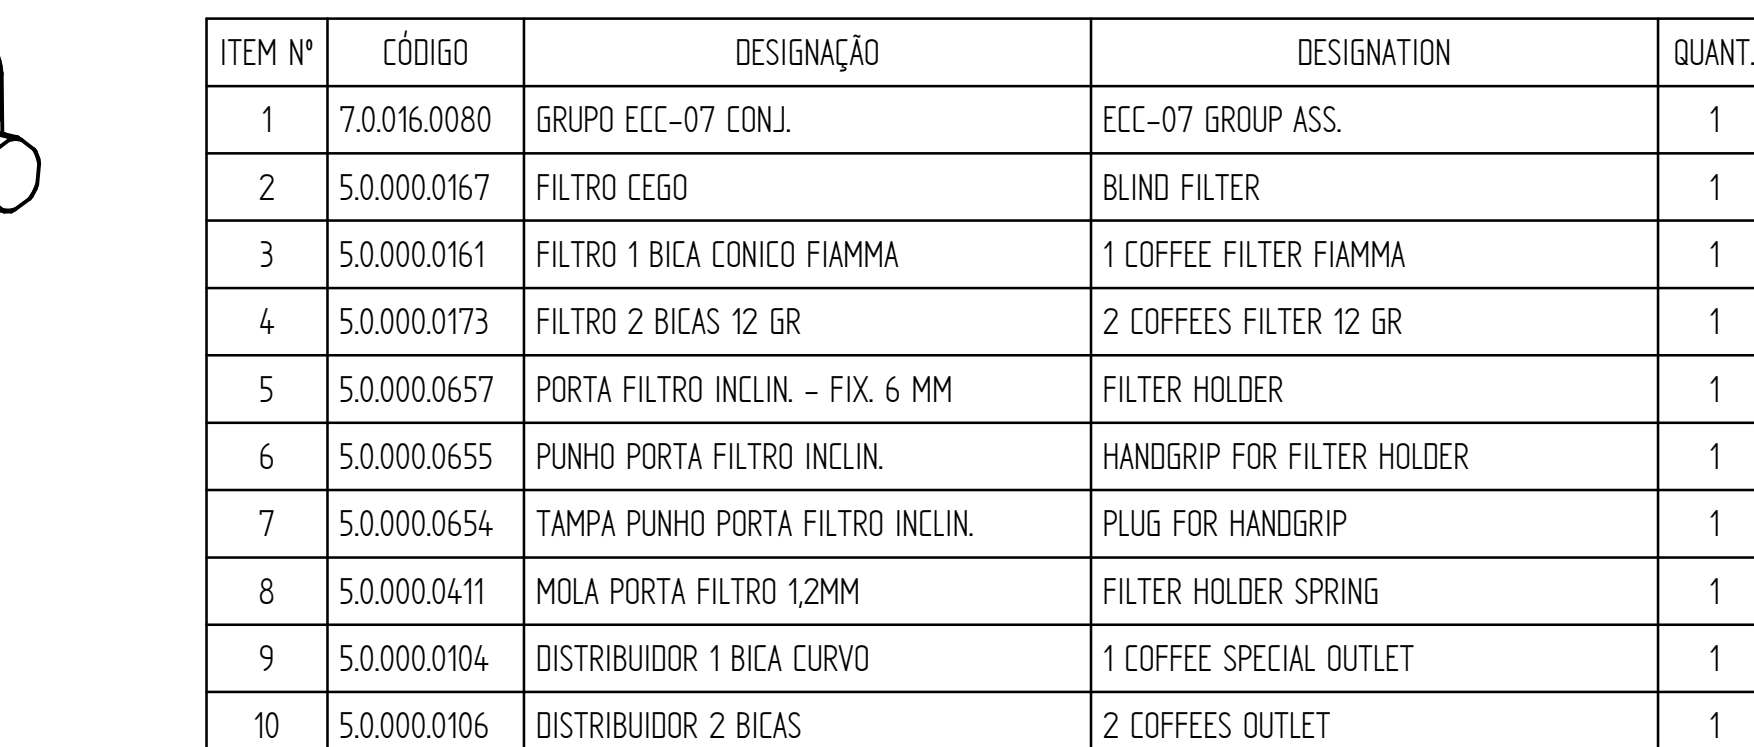 ITEM Nº CÓDIGO DESIGNAÇÃO DESIGNATION QUANT.
1 7.0.016.0080 GRUPO ECC-07 CONJ. ECC-07 GROUP ASS. 1
2 5.0.000.0167 FILTRO CEGO BLIND FILTER 1
3 5.0.000.0161 FILTRO 1 BICA CONICO FIAMMA 1 COFFEE FILTER FIAMMA 1
4 5.0.000.0173 FILTRO 2 BICAS 12 GR 2 COFFEES FILTER 12 GR 1
5 5.0.000.0657 PORTA FILTRO INCLIN. - FIX. 6 MM FILTER HOLDER 1
6 5.0.000.0655 PUNHO PORTA FILTRO INCLIN. HANDGRIP FOR FILTER HOLDER 1
7 5.0.000.0654 TAMPA PUNHO PORTA FILTRO INCLIN. PLUG FOR HANDGRIP 1
8 5.0.000.0411 MOLA PORTA FILTRO 1,2MM FILTER HOLDER SPRING 1
9 5.0.000.0104 DISTRIBUIDOR 1 BICA CURVO 1 COFFEE SPECIAL OUTLET 1
10 5.0.000.0106 DISTRIBUIDOR 2 BICAS 2 COFFEES OUTLET 1